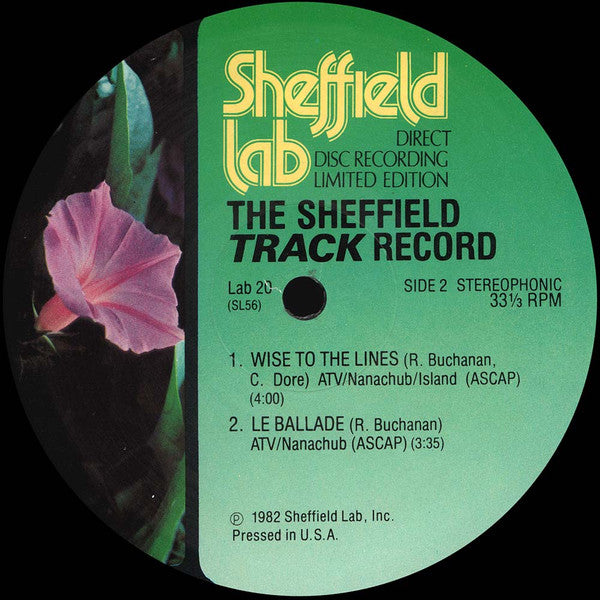 Sheffield
Lab
DIRECT
DISC RECORDING
LIMITED EDITION
THE SHEFFIELD
TRACK RECORD
Lab 20 SIDE 2 STEREOPHONIC
(SL56) 33⅓ RPM
1. WISE TO THE LINES (R. Buchanan,
C. Dore) ATV/Nanachub/Island (ASCAP)
(4:00)
2. LE BALLADE (R. Buchanan)
ATV/Nanachub (ASCAP) (3:35)
℗ 1982 Sheffield Lab, Inc.
Pressed in U.S.A.